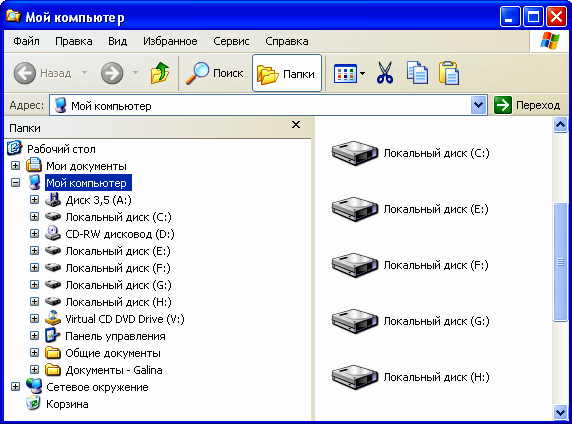 Мой компьютер
Файл Правка Вид Избранное Сервис Справка
Назад Поиск Папки
Адрес: Мой компьютер Переход
Папки
Рабочий стол
Мои документы
Мой компьютер
Диск 3,5 (A:)
Локальный диск (C:)
CD-RW дисковод (D:)
Локальный диск (E:)
Локальный диск (F:)
Локальный диск (G:)
Локальный диск (H:)
Virtual CD DVD Drive (V:)
Панель управления
Общие документы
Документы - Galina
Сетевое окружение
Корзина
Локальный диск (C:)
Локальный диск (E:)
Локальный диск (F:)
Локальный диск (G:)
Локальный диск (H:)